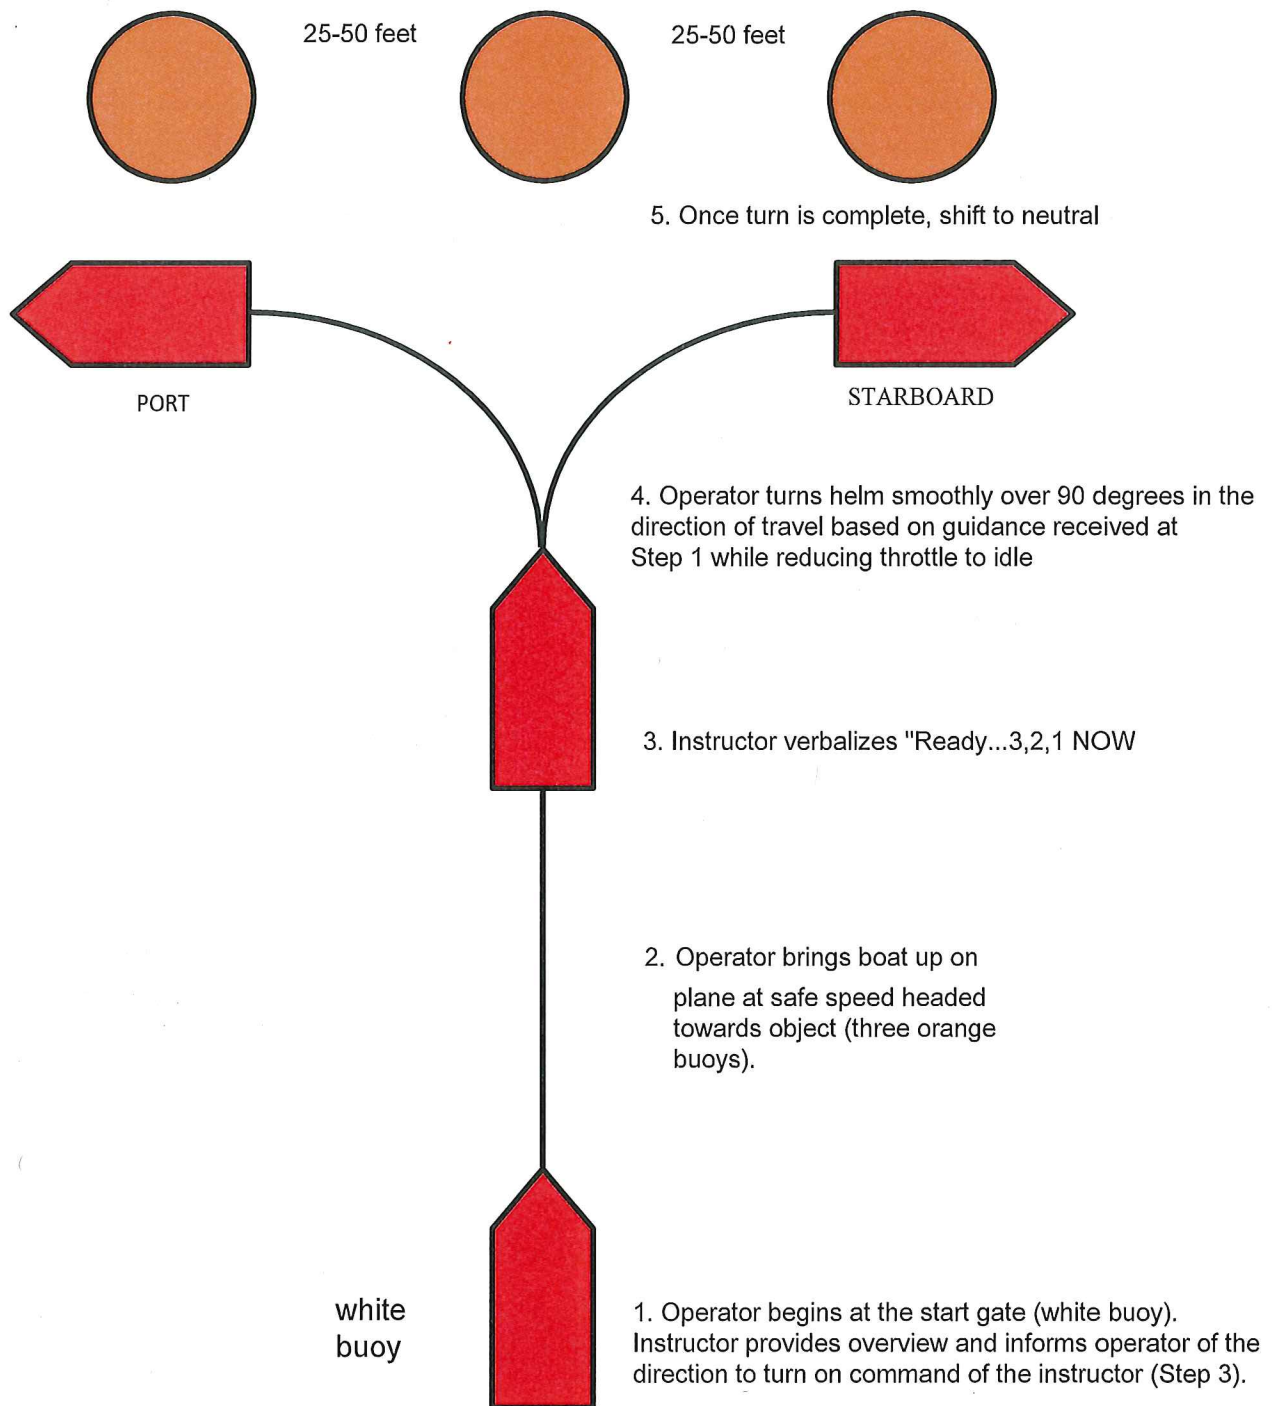 25-50 feet
25-50 feet
5. Once turn is complete, shift to neutral
PORT
STARBOARD
4. Operator turns helm smoothly over 90 degrees in the
direction of travel based on guidance received at
Step 1 while reducing throttle to idle
3. Instructor verbalizes "Ready...3,2,1 NOW
2. Operator brings boat up on
plane at safe speed headed
towards object (three orange
buoys).
white
buoy
1. Operator begins at the start gate (white buoy).
Instructor provides overview and informs operator of the
direction to turn on command of the instructor (Step 3).